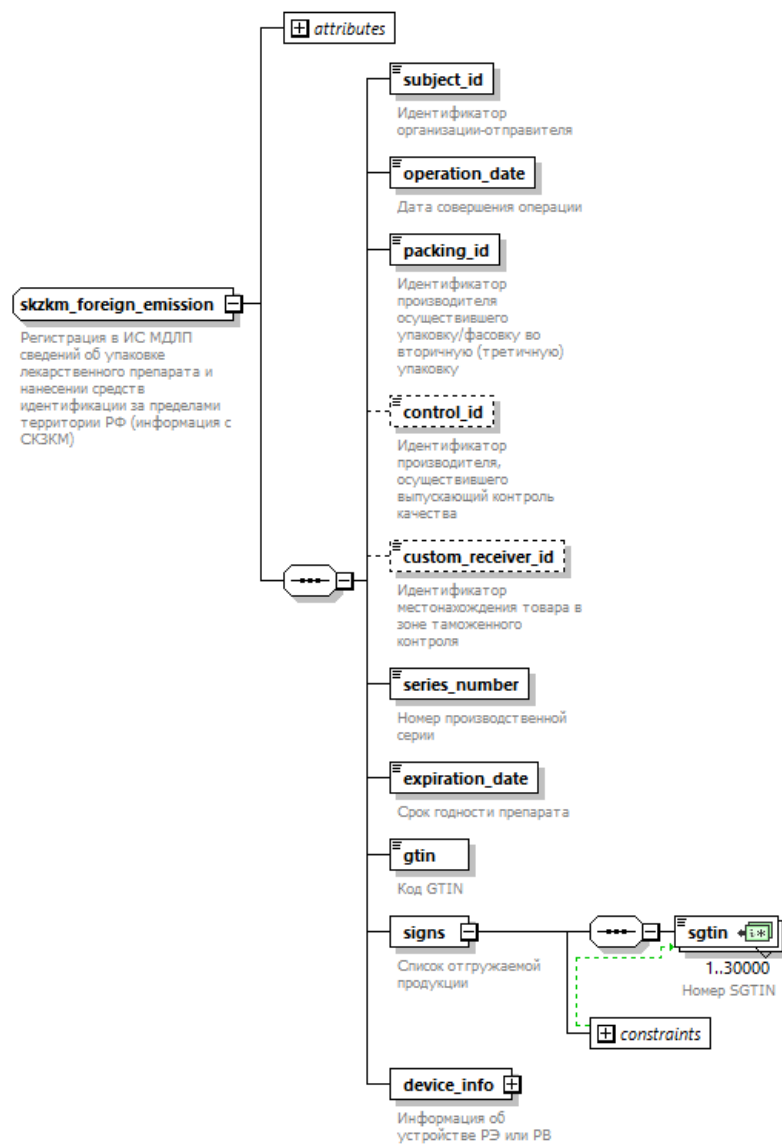 attributes
subject_id
Идентификатор
организации-отправителя
operation_date
Дата совершения операции
packing_id
Идентификатор
производителя
осуществившего
упаковку/фасовку во
вторичную (третичную)
упаковку
skzkm_foreign_emission
Регистрация в ИС МДЛП
сведений об упаковке
лекарственного препарата и
нанесении средств
идентификации за пределами
территории РФ (информация с
СКЗКМ)
control_id
Идентификатор
производителя,
осуществившего
выпускающий контроль
качества
custom_receiver_id
Идентификатор
местонахождения товара в
зоне таможенного
контроля
series_number
Номер производственной
серии
expiration_date
Срок годности препарата
gtin
Код GTIN
signs
Список отгружаемой
продукции
sgtin
1..30000
Номер SGTIN
constraints
device_info
Информация об
устройстве РЭ или РВ